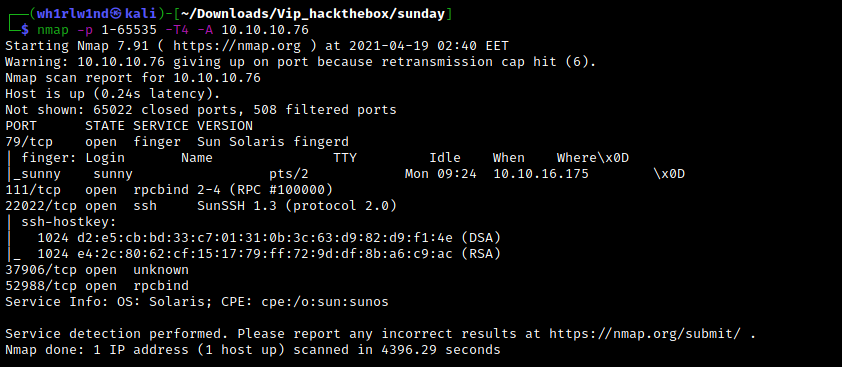 ┌──(wh1rlw1nd㉿kali)-[~/Downloads/Vip_hackthebox/sunday]
└─$ nmap -p 1-65535 -T4 -A 10.10.10.76
Starting Nmap 7.91 ( https://nmap.org ) at 2021-04-19 02:40 EET
Warning: 10.10.10.76 giving up on port because retransmission cap hit (6).
Nmap scan report for 10.10.10.76
Host is up (0.24s latency).
Not shown: 65022 closed ports, 508 filtered ports
PORT      STATE SERVICE VERSION
79/tcp    open  finger  Sun Solaris fingerd
| finger: Login       Name               TTY         Idle    When    Where\x0D
|_sunny    sunny                 pts/2            Mon 09:24  10.10.16.175        \x0D
111/tcp   open  rpcbind 2-4 (RPC #100000)
22022/tcp open  ssh     SunSSH 1.3 (protocol 2.0)
| ssh-hostkey:
|   1024 d2:e5:cb:bd:33:c7:01:31:0b:3c:63:d9:82:d9:f1:4e (DSA)
|_  1024 e4:2c:80:62:cf:15:17:79:ff:72:9d:df:8b:a6:c9:ac (RSA)
37906/tcp open  unknown
52988/tcp open  rpcbind
Service Info: OS: Solaris; CPE: cpe:/o:sun:sunos

Service detection performed. Please report any incorrect results at https://nmap.org/submit/ .
Nmap done: 1 IP address (1 host up) scanned in 4396.29 seconds